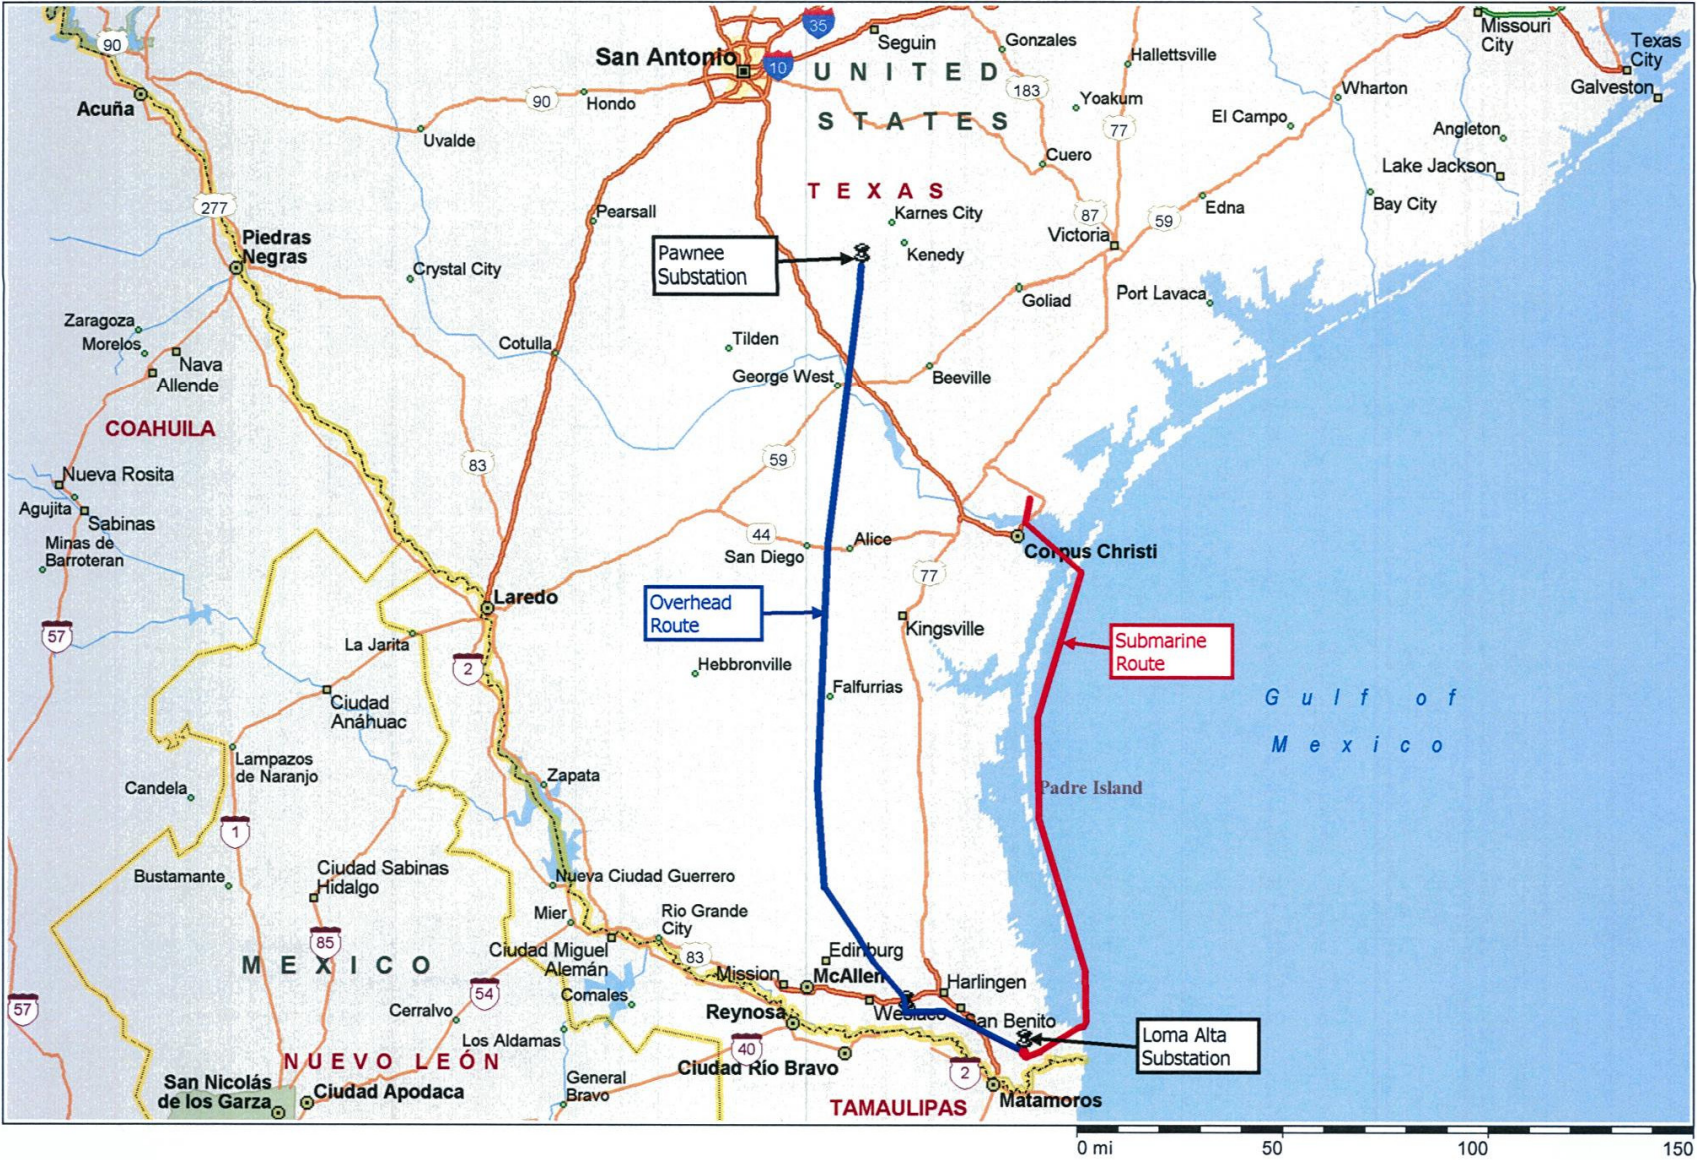 35
90
San Antonio
10
Seguin
Gonzales
Hallettsville
Missouri
City
Texas
City
Galveston
UNITED
STATES
Acuña
90
Hondo
Uvalde
183
Yoakum
77
Wharton
El Campo
Angleton
Cuero
Lake Jackson
TEXAS
277
Pearsall
Karnes City
87
59
Edna
Bay City
Piedras
Negras
Pawnee
Substation
Kenedy
Victoria
Crystal City
Goliad
Port Lavaca
Zaragoza
Morelos
Nava
Allende
Cotulla
Tilden
George West
Beeville
COAHUILA
Nueva Rosita
83
59
Agujita
Sabinas
Minas de
Barroteran
44
San Diego
Alice
Corpus Christi
77
Laredo
Overhead
Route
Kingsville
57
La Jarita
2
Submarine
Route
Hebbronville
Falfurrias
Gulf of
Mexico
Ciudad
Anáhuac
Lampazos
de Naranjo
Candela
Zapata
Padre Island
1
Ciudad Sabinas
Hidalgo
Bustamante
Nueva Ciudad Guerrero
Mier
Rio Grande
City
85
MEXICO
Ciudad Miguel
Alemán
83
Edinburg
Mission
McAllen
Harlingen
54
Comales
57
Cerralvo
Reynosa
Weslaco
San Benito
Loma Alta
Substation
Los Aldamas
NUEVO LEÓN
40
Ciudad Río Bravo
2
San Nicolás
de los Garza
Ciudad Apodaca
General
Bravo
TAMAULIPAS
Matamoros
0 mi
50
100
150